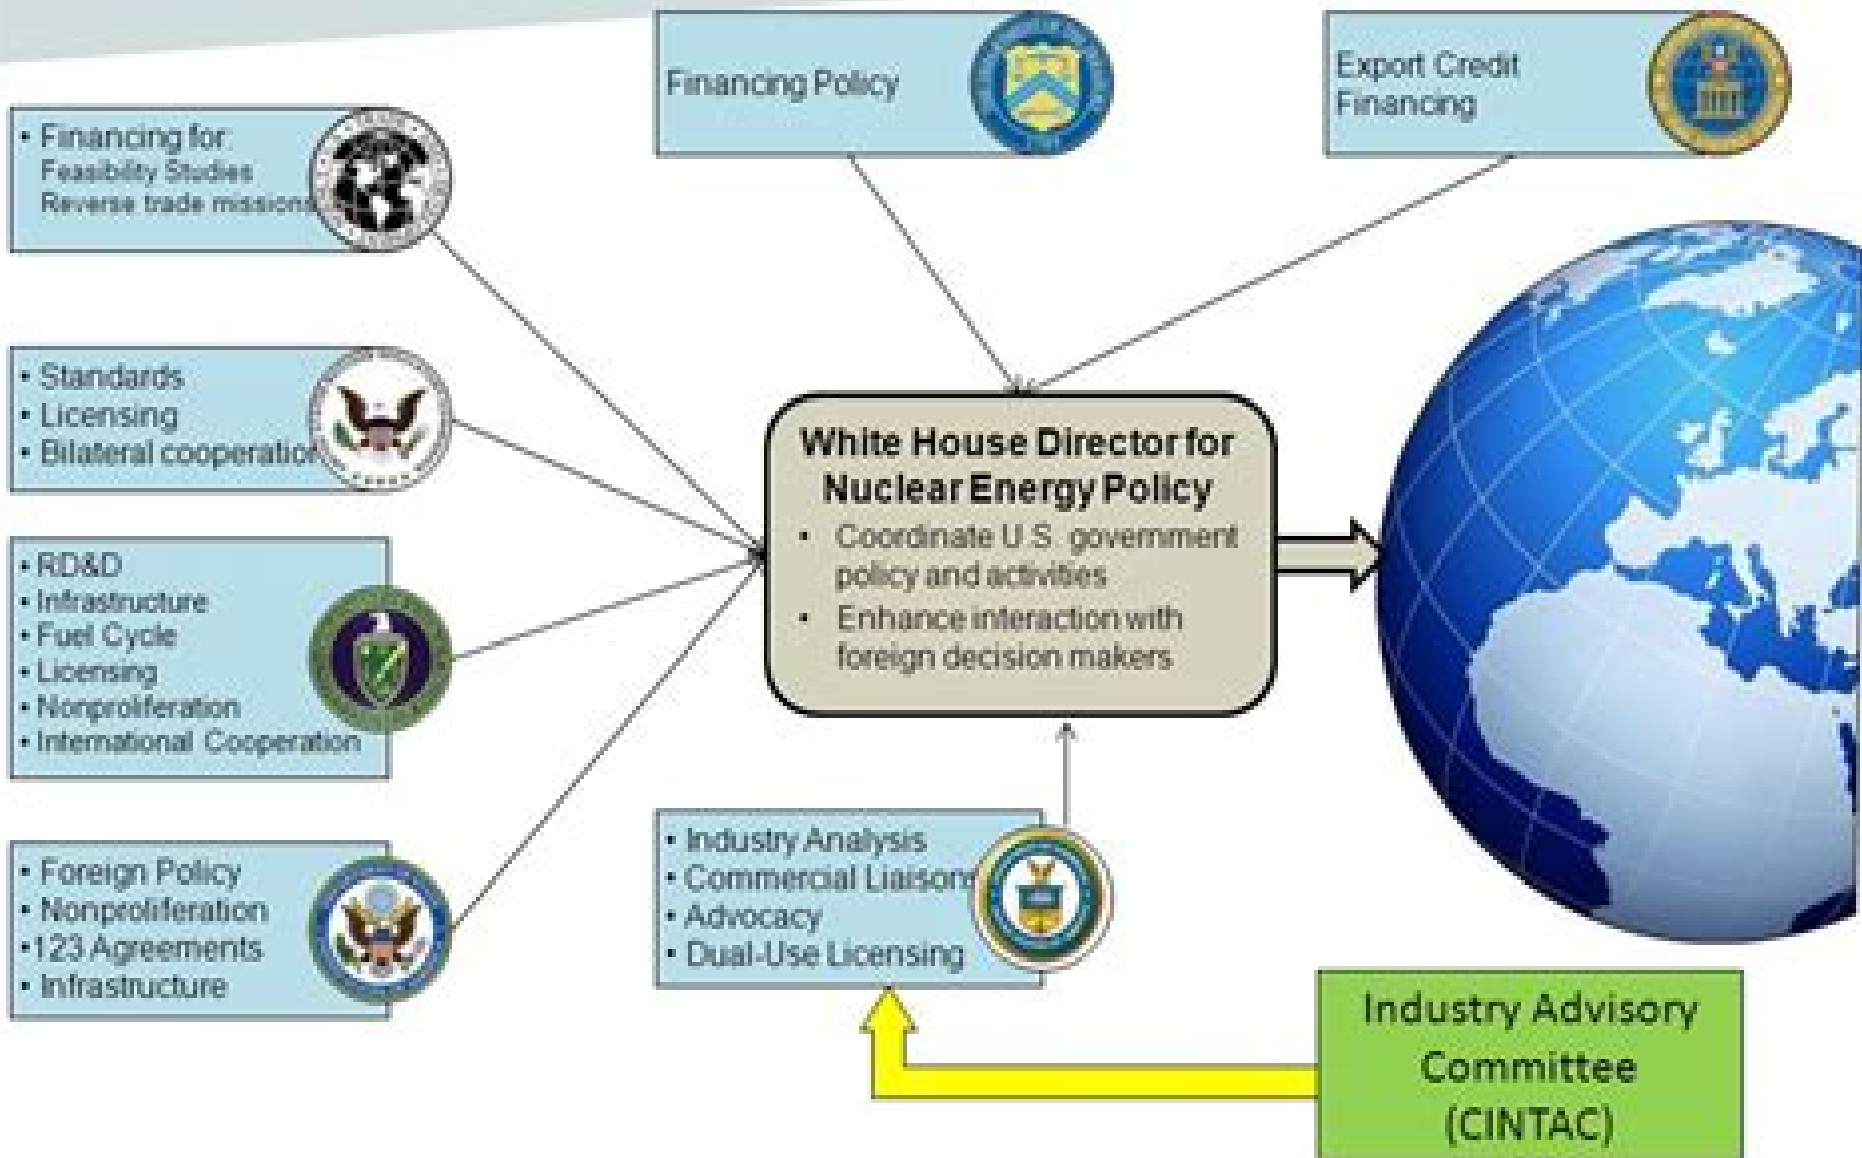 Financing Policy
Export Credit
Financing
• Financing for:
Feasibility Studies
Reverse trade missions
• Standards
• Licensing
• Bilateral cooperation
• RD&D
• Infrastructure
• Fuel Cycle
• Licensing
• Nonproliferation
• International Cooperation
• Foreign Policy
• Nonproliferation
•123 Agreements
• Infrastructure
White House Director for
Nuclear Energy Policy
• Coordinate U.S. government
policy and activities
• Enhance interaction with
foreign decision makers
• Industry Analysis
• Commercial Liaisons
• Advocacy
• Dual-Use Licensing
Industry Advisory
Committee
(CINTAC)